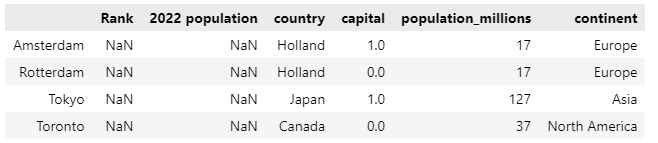 Rank 2022 population country capital population_millions continent
Amsterdam NaN NaN Holland 1.0 17 Europe
Rotterdam NaN NaN Holland 0.0 17 Europe
Tokyo NaN NaN Japan 1.0 127 Asia
Toronto NaN NaN Canada 0.0 37 North America